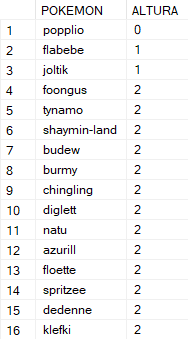 POKEMON ALTURA
1 popplio 0
2 flabebe 1
3 joltik 1
4 foongus 2
5 tynamo 2
6 shaymin-land 2
7 budew 2
8 burmy 2
9 chingling 2
10 diglett 2
11 natu 2
12 azurill 2
13 floette 2
14 spritzee 2
15 dedenne 2
16 klefki 2